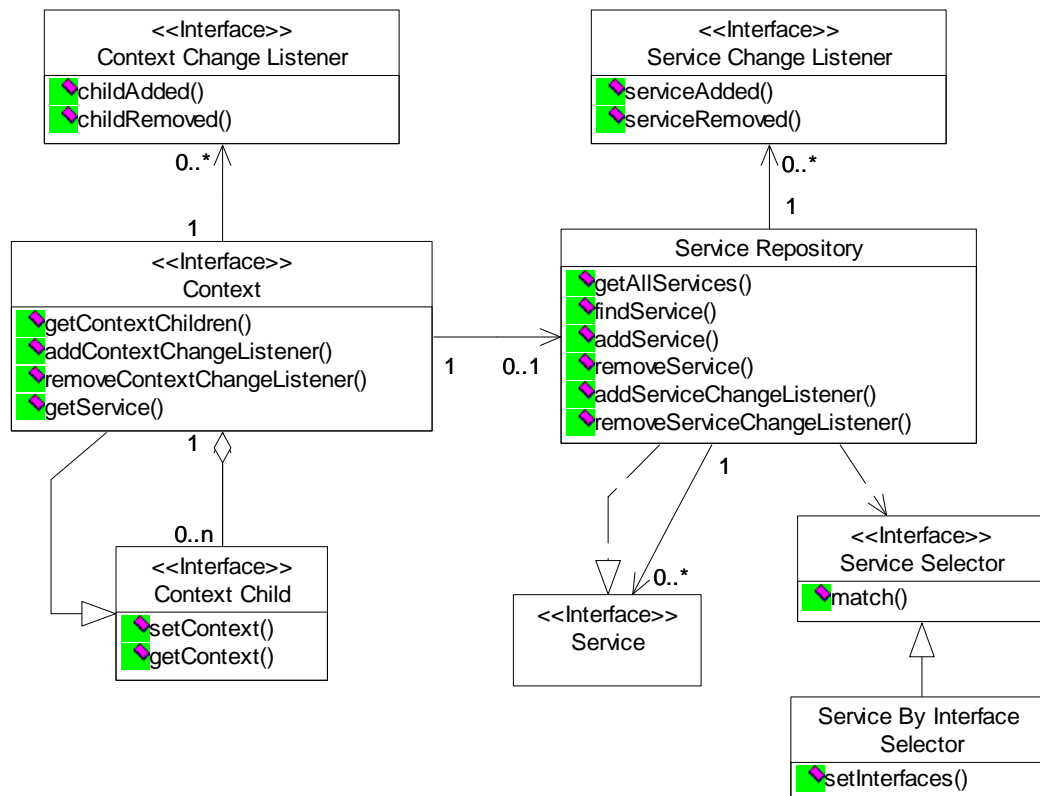 <<Interface>>
Context Change Listener
childAdded()
childRemoved()
<<Interface>>
Service Change Listener
serviceAdded()
serviceRemoved()
0..*
1
0..*
1
<<Interface>>
Context
getContextChildren()
addContextChangeListener()
removeContextChangeListener()
getService()
1
0..1
Service Repository
getAllServices()
findService()
addService()
removeService()
addServiceChangeListener()
removeServiceChangeListener()
1
0..n
<<Interface>>
Context Child
setContext()
getContext()
1
0..*
<<Interface>>
Service
<<Interface>>
Service Selector
match()
Service By Interface
Selector
setInterfaces()